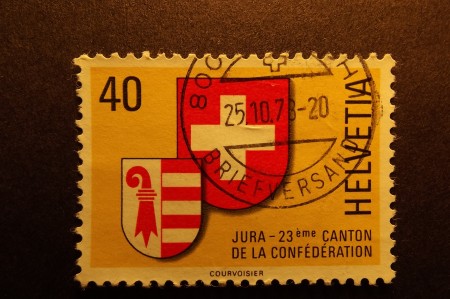 40
HELVETIA
25.10.78-20
BRIEFVERSAND
JURA - 23ème CANTON
DE LA CONFÉDÉRATION
COURVOISIER